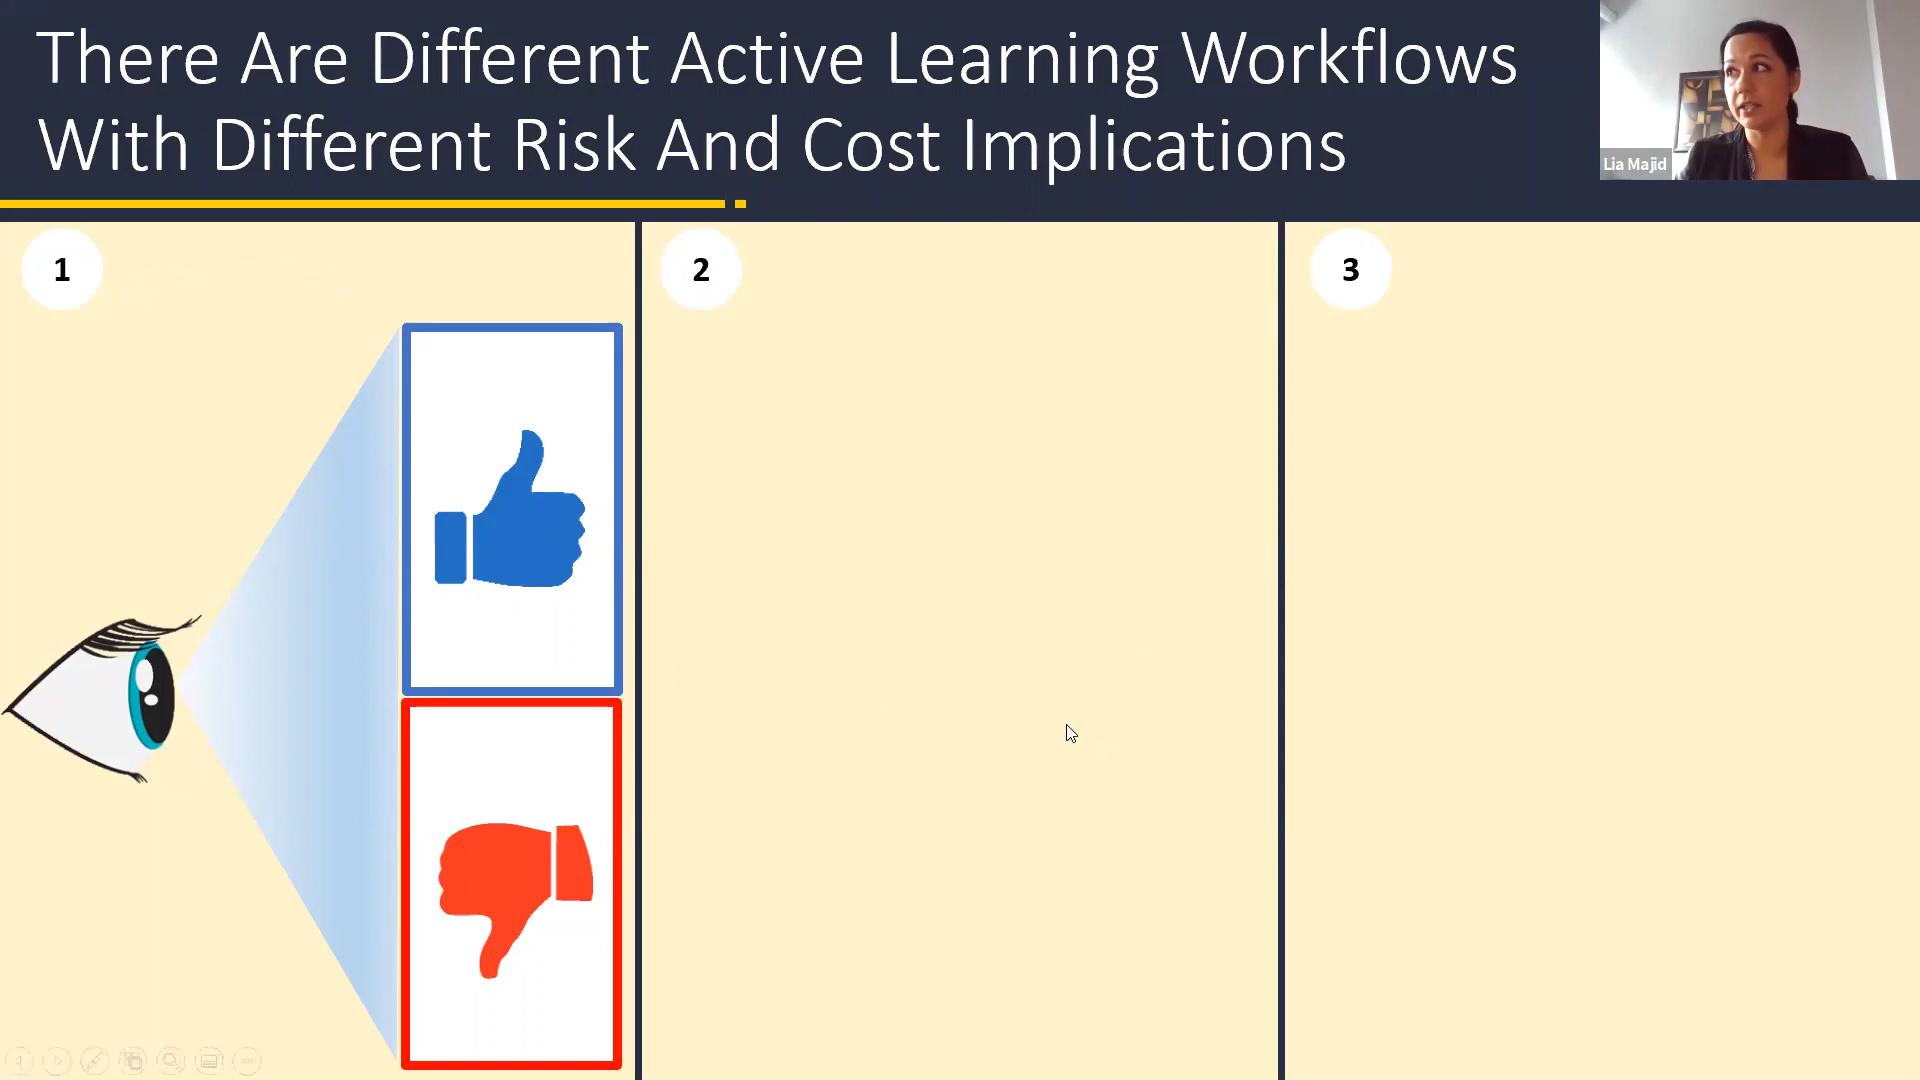 There Are Different Active Learning Workflows
With Different Risk And Cost Implications
Lia Majid
1
2
3